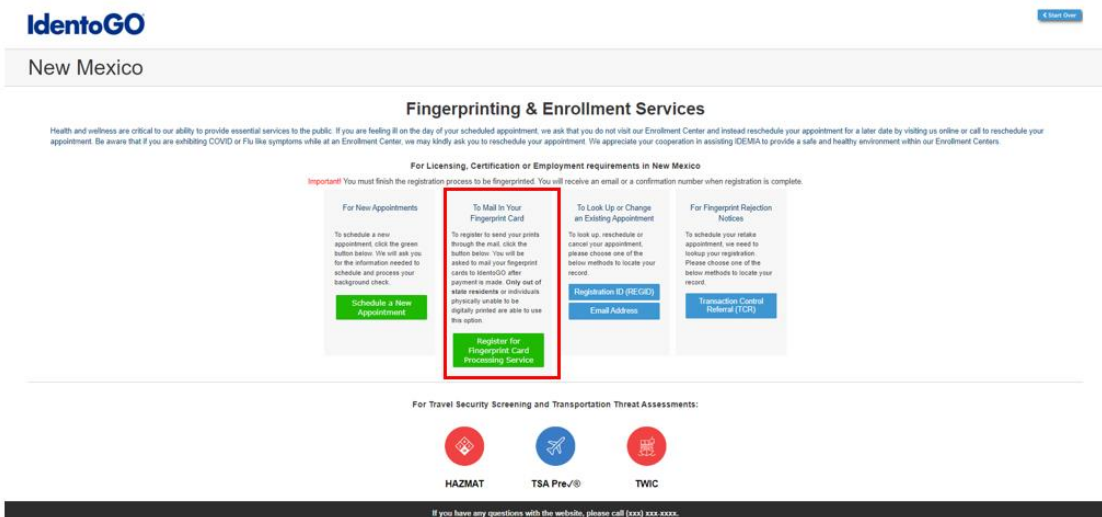 IdentoGO
Start Over
New Mexico
Fingerprinting & Enrollment Services
Health and wellness are critical to our ability to provide essential services to the public. If you are feeling ill on the day of your scheduled appointment, we ask that you do not visit our Enrollment Center and instead reschedule your appointment for a later date by visiting us online or call to reschedule your
appointment. Be aware that if you are exhibiting COVID or Flu like symptoms while at an Enrollment Center, we may kindly ask you to reschedule your appointment. We appreciate your cooperation in assisting IDEMIA to provide a safe and healthy environment within our Enrollment Centers.
For Licensing, Certification or Employment requirements in New Mexico
Important! You must finish the registration process to be fingerprinted. You will receive an email or a confirmation number when registration is complete.
For New Appointments
To schedule a new
appointment, click the green
button below. We will ask you
for the information needed to
schedule and process your
background check.
Schedule a New
Appointment
To Mail In Your
Fingerprint Card
To register to send your prints
through the mail, click the
button below. You will be
asked to mail your fingerprint
cards to IdentoGO after
payment is made. Only out of
state residents or individuals
physically unable to be
digitally printed are able to use
this option.
Register for
Fingerprint Card
Processing Service
To Look Up or Change
an Existing Appointment
To look up, reschedule or
cancel your appointment,
please choose one of the
below methods to locate your
record.
Registration ID (REGID)
Email Address
For Fingerprint Rejection
Notices
To schedule your retake
appointment, we need to
lookup your registration.
Please choose one of the
below methods to locate your
record.
Transaction Control
Referral (TCR)
For Travel Security Screening and Transportation Threat Assessments:
HAZMAT
TSA Pre✓®
TWIC
If you have any questions with the website, please call (xxx) xxx-xxxx.